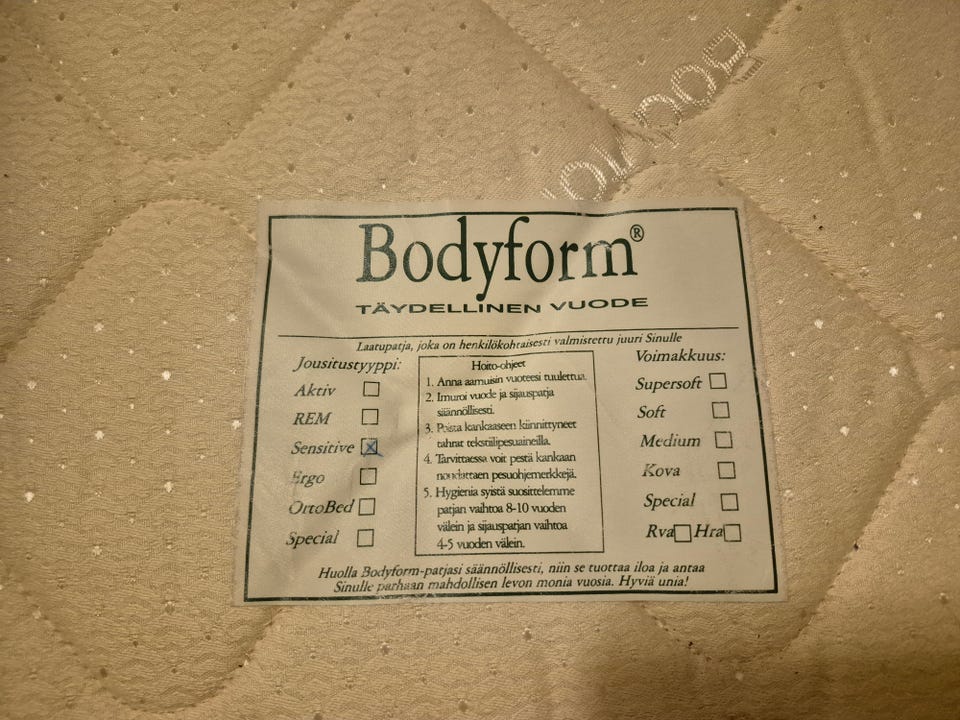 Bodyform
Bodyform®
TÄYDELLINEN VUODE
Laatupatja, joka on henkilökohtaisesti valmistettu juuri Sinulle
Jousitustyyppi:
Aktiv
REM
Sensitive ☒
Ergo
OrtoBed
Special
Hoito-ohjeet
1. Anna aamuisin vuoteesi tuulettua.
2. Imuroi vuode ja sijauspatja
säännöllisesti.
3. Poista kankaaseen kiinnittyneet
tahrat tekstiilipesuaineilla.
4. Tarvittaessa voit pestä kankaan
noudattaen pesuohjemerkkejä.
5. Hygienia syistä suosittelemme
patjan vaihtoa 8-10 vuoden
välein ja sijauspatjan vaihtoa
4-5 vuoden välein.
Voimakkuus:
Supersoft
Soft
Medium
Kova
Special
Rva Hra
Huolla Bodyform-patjasi säännöllisesti, niin se tuottaa iloa ja antaa
Sinulle parhaan mahdollisen levon monia vuosia. Hyviä unia!